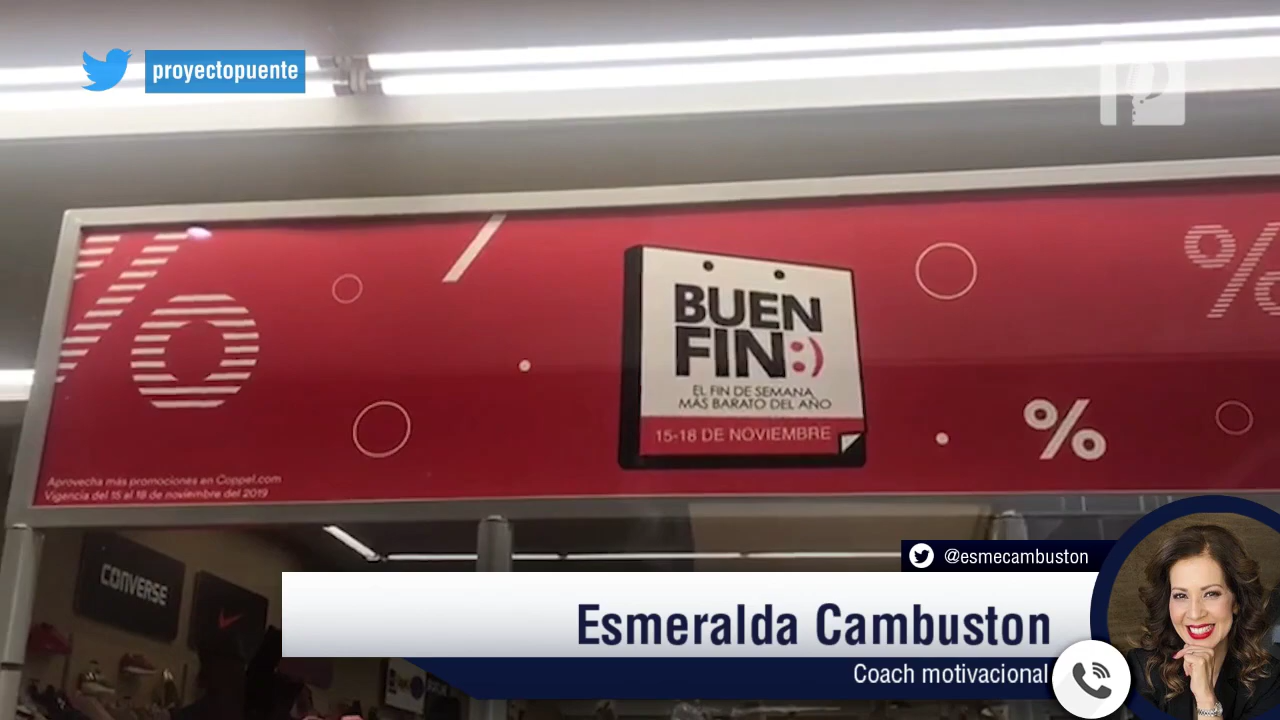 proyectopuente
%
%
BUEN
FIN:)
EL FIN DE SEMANA
MÁS BARATO DEL AÑO
15-18 DE NOVIEMBRE
%
%
Aprovecha más promociones en Coppel.com
Vigencia del 15 al 18 de noviembre del 2019
CONVERSE
@esmecambuston
Esmeralda Cambuston
Coach motivacional